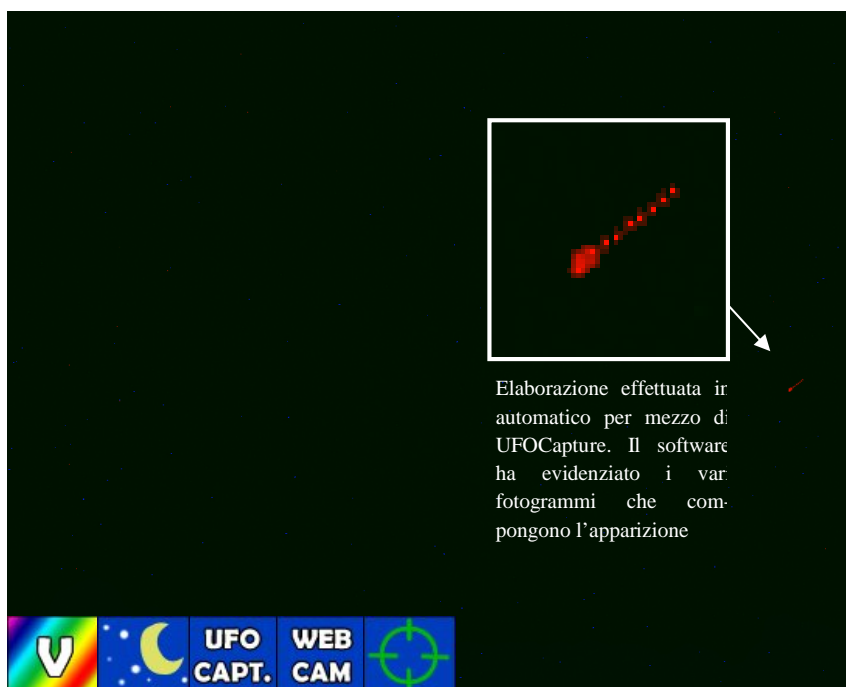 Elaborazione effettuata in
automatico per mezzo di
UFOCapture. Il software
ha evidenziato i vari
fotogrammi che com-
pongono l’apparizione
V
UFO
CAPT.
WEB
CAM